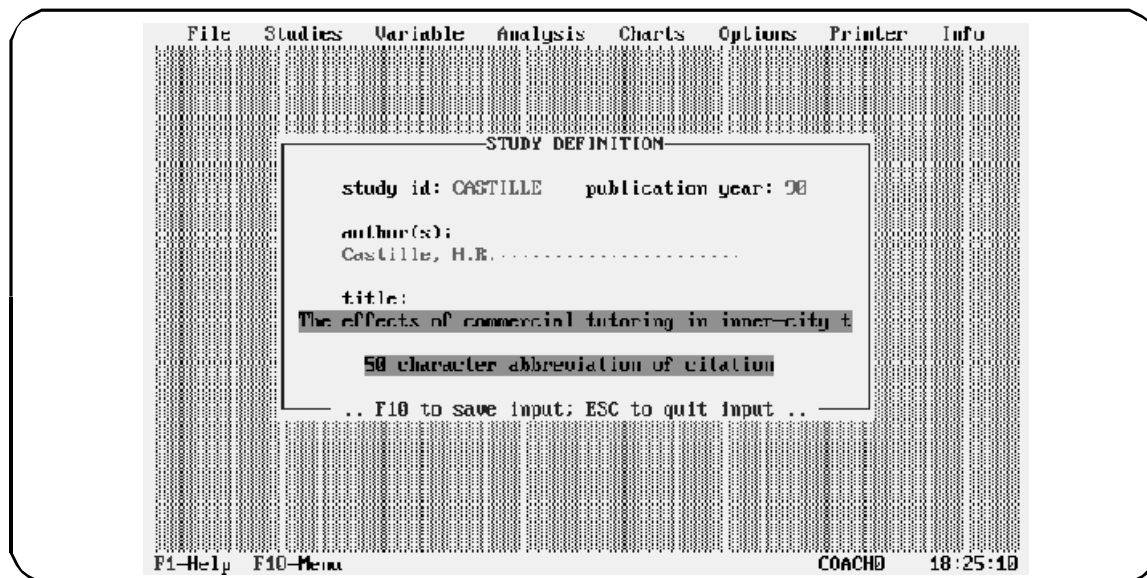 File Studies Variable Analysis Charts Options Printer Info
STUDY DEFINITION
study id: CASTILLE publication year: 90
author(s):
Castille, H.R.......................
title:
The effects of commercial tutoring in inner-city t
50 character abbreviation of citation
.. F10 to save input; ESC to quit input ..
F1-Help F10-Menu COACH0 18:25:10